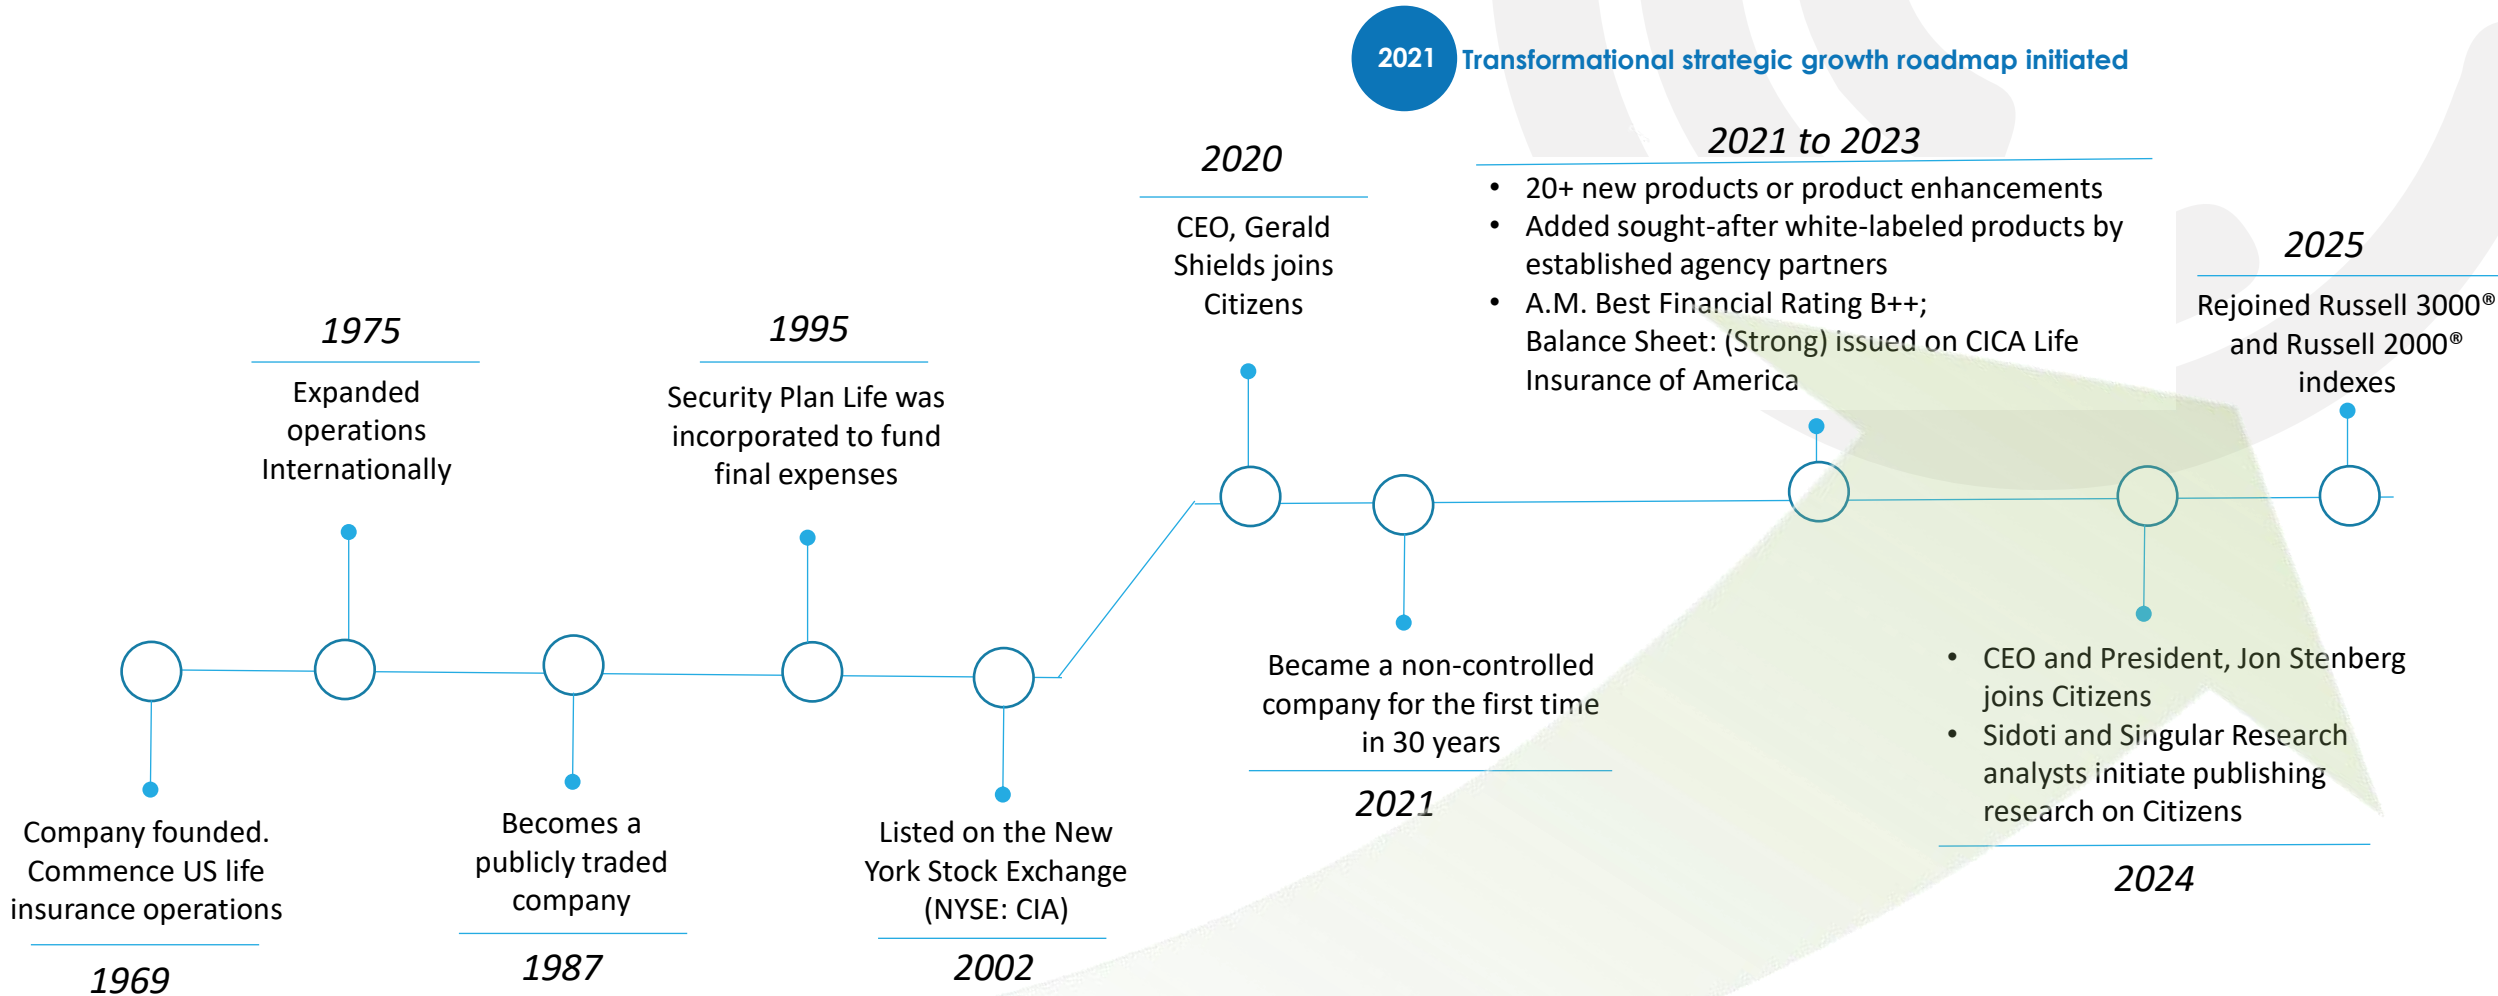 2021 Transformational strategic growth roadmap initiated
1969
Company founded.
Commence US life
insurance operations
1975
Expanded
operations
Internationally
1987
Becomes a
publicly traded
company
1995
Security Plan Life was
incorporated to fund
final expenses
2002
Listed on the New
York Stock Exchange
(NYSE: CIA)
2020
CEO, Gerald
Shields joins
Citizens
2021
Became a non-controlled
company for the first time
in 30 years
2021 to 2023
• 20+ new products or product enhancements
• Added sought-after white-labeled products by
established agency partners
• A.M. Best Financial Rating B++;
Balance Sheet: (Strong) issued on CICA Life
Insurance of America
2024
• CEO and President, Jon Stenberg
joins Citizens
• Sidoti and Singular Research
analysts initiate publishing
research on Citizens
2025
Rejoined Russell 3000®
and Russell 2000®
indexes